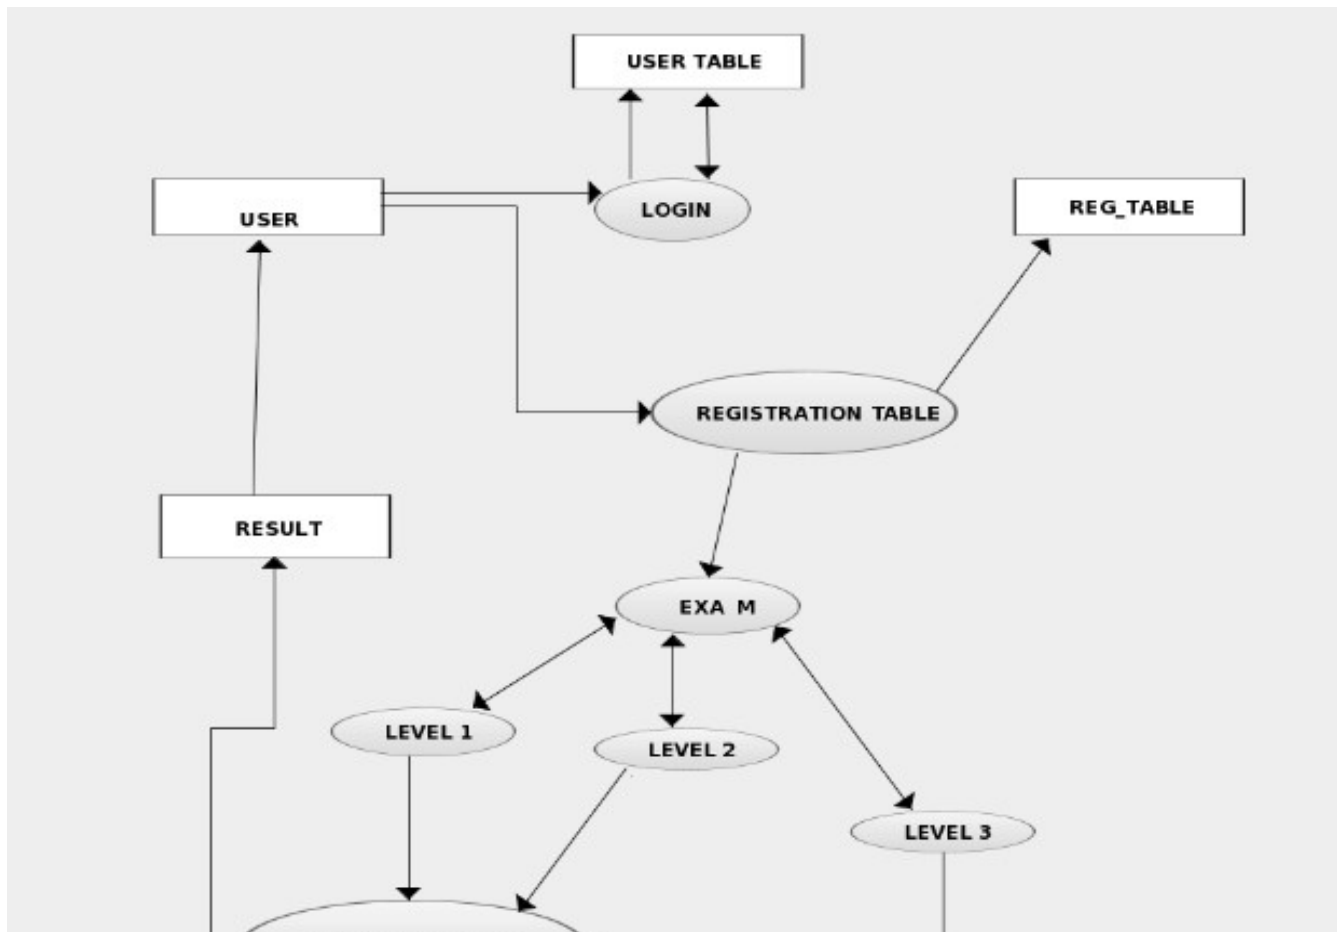 USER TABLE
USER
LOGIN
REG_TABLE
REGISTRATION TABLE
RESULT
EXA M
LEVEL 1
LEVEL 2
LEVEL 3